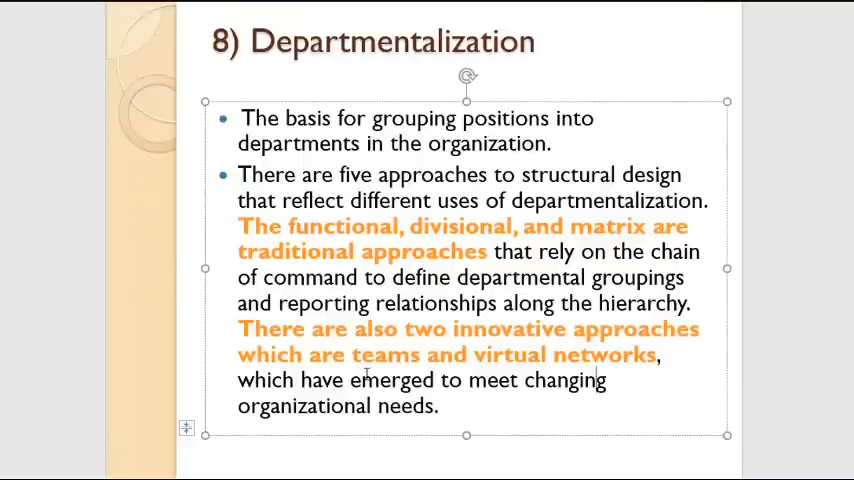 8) Departmentalization
The basis for grouping positions into
departments in the organization.
There are five approaches to structural design
that reflect different uses of departmentalization.
The functional, divisional, and matrix are
traditional approaches that rely on the chain
of command to define departmental groupings
and reporting relationships along the hierarchy.
There are also two innovative approaches
which are teams and virtual networks,
which have emerged to meet changing
organizational needs.